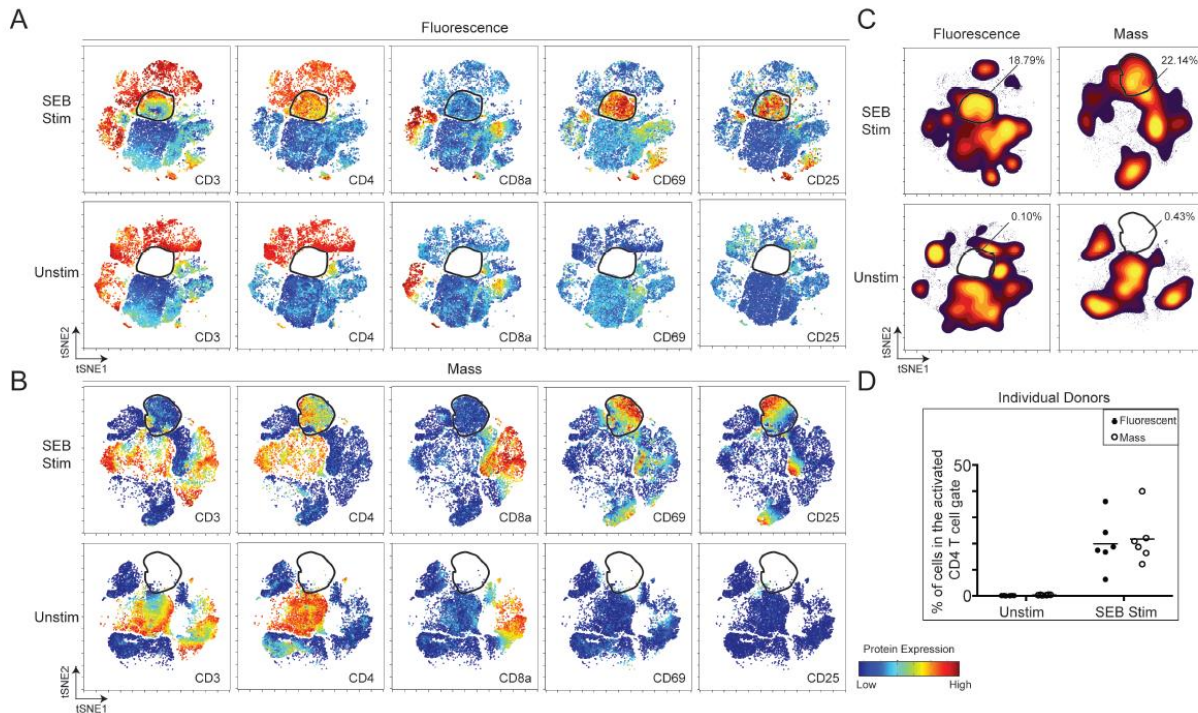 A
Fluorescence
SEB
Stim
CD3
CD4
CD8a
CD69
CD25
Unstim
CD3
CD4
CD8a
CD69
CD25
tSNE2
tSNE1
B
Mass
SEB
Stim
CD3
CD4
CD8a
CD69
CD25
Unstim
CD3
CD4
CD8a
CD69
CD25
tSNE2
tSNE1
C
Fluorescence
Mass
SEB
Stim
18.79%
22.14%
Unstim
0.10%
0.43%
tSNE2
tSNE1
D
Individual Donors
Fluorescent
Mass
% of cells in the activated
CD4 T cell gate
50
0
Unstim
SEB Stim
Protein Expression
Low
High